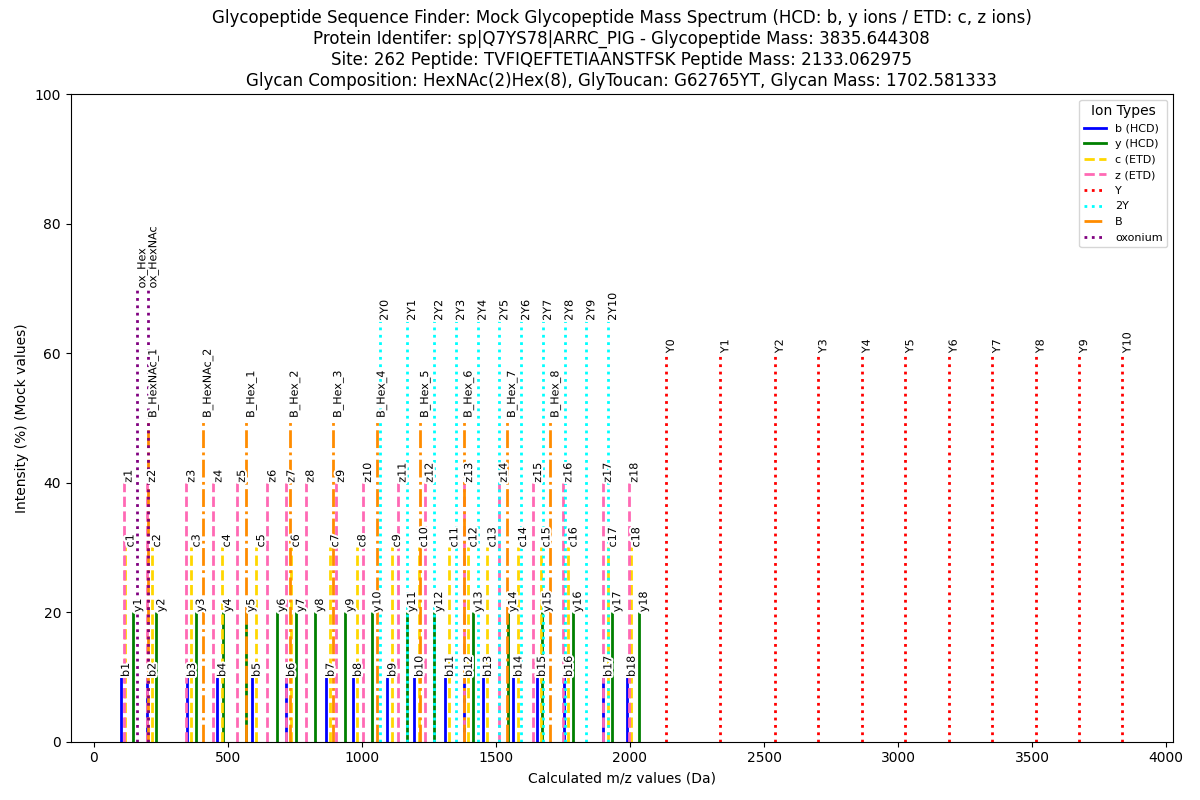 Glycopeptide Sequence Finder: Mock Glycopeptide Mass Spectrum (HCD: b, y ions / ETD: c, z ions)
Protein Identifer: sp|Q7YS78|ARRC_PIG - Glycopeptide Mass: 3835.644308
Site: 262 Peptide: TVFIQEFTETIAANSTFSK Peptide Mass: 2133.062975
Glycan Composition: HexNAc(2)Hex(8), GlyToucan: G62765YT, Glycan Mass: 1702.581333
Ion Types
b (HCD)
y (HCD)
c (ETD)
z (ETD)
Y
2Y
B
oxonium
Intensity (%) (Mock values)
100
80
60
40
20
0
ox_Hex
ox_HexNAc
2Y0
2Y1
2Y2
2Y3
2Y4
2Y5
2Y6
2Y7
2Y8
2Y9
2Y10
Y0
Y1
Y2
Y3
Y4
Y5
Y6
Y7
Y8
Y9
Y10
B_HexNAc_1
B_HexNAc_2
B_Hex_1
B_Hex_2
B_Hex_3
B_Hex_4
B_Hex_5
B_Hex_6
B_Hex_7
B_Hex_8
z1
z2
z3
z4
z5
z6
z7
z8
z9
z10
z11
z12
z13
z14
z15
z16
z17
z18
c1
c2
c3
c4
c5
c6
c7
c8
c9
c10
c11
c12
c13
c14
c15
c16
c17
c18
y1
y2
y3
y4
y5
y6
y7
y8
y9
y10
y11
y12
y13
y14
y15
y16
y17
y18
b1
b2
b3
b4
b5
b6
b7
b8
b9
b10
b11
b12
b13
b14
b15
b16
b17
b18
0
500
1000
1500
2000
2500
3000
3500
4000
Calculated m/z values (Da)